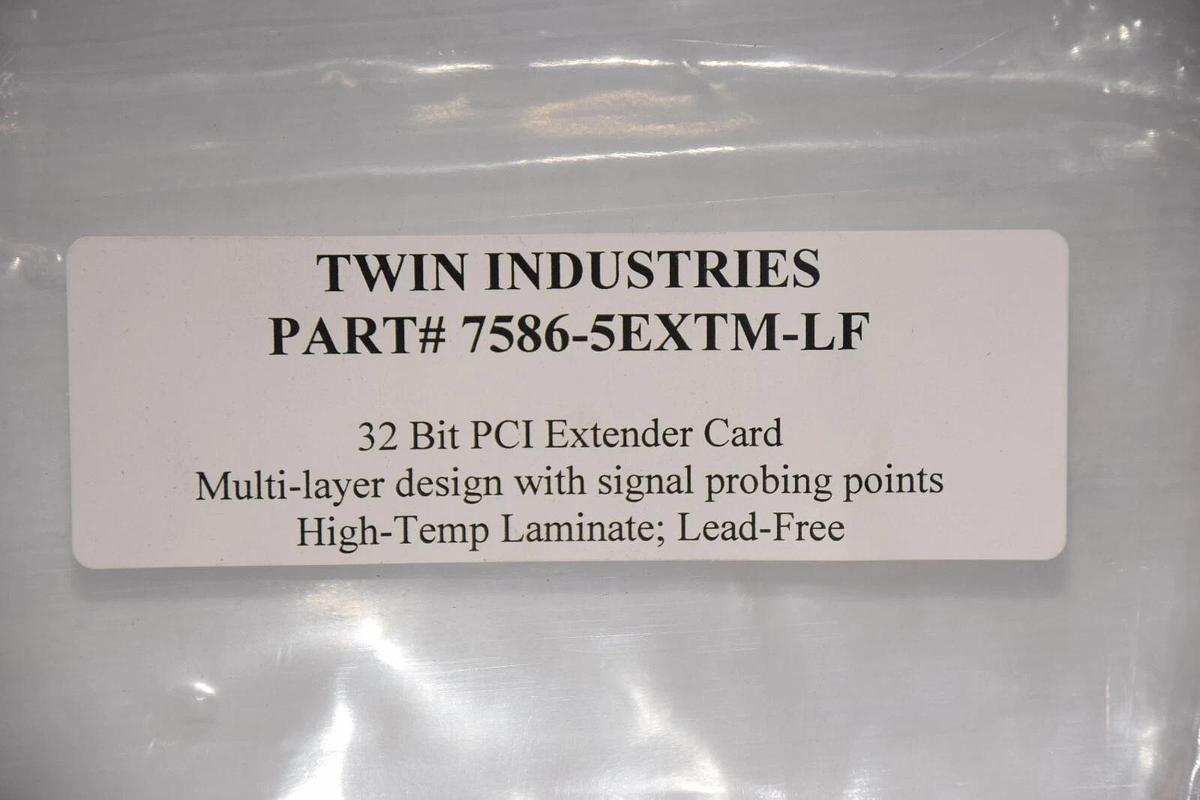 TWIN INDUSTRIES
PART# 7586-5EXTM-LF
32 Bit PCI Extender Card
Multi-layer design with signal probing points
High-Temp Laminate; Lead-Free